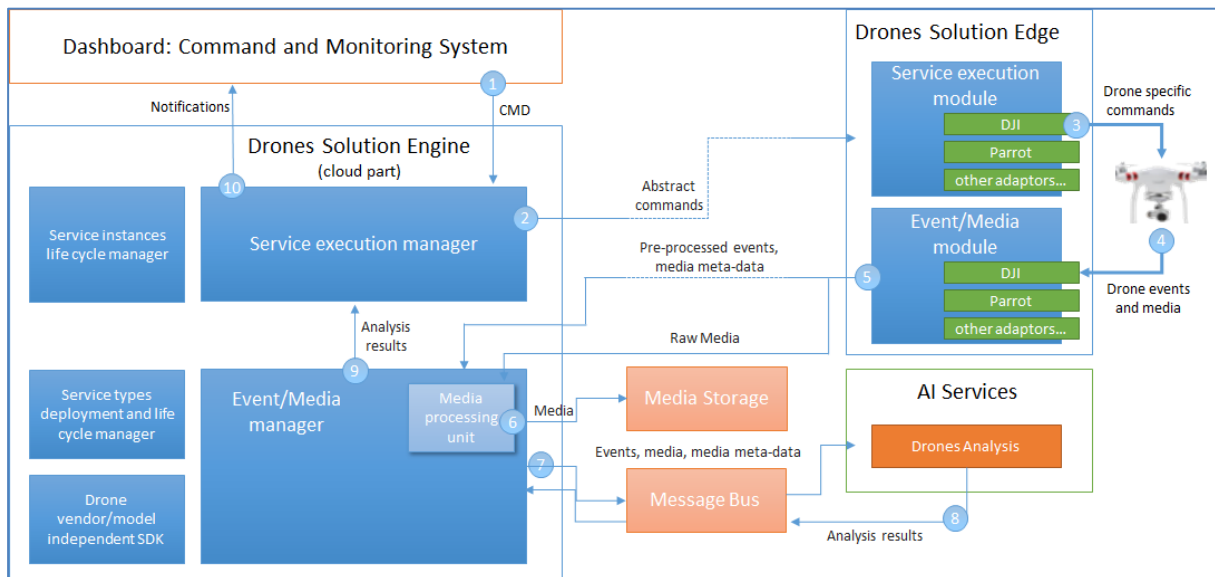 Dashboard: Command and Monitoring System
1
Notifications
CMD
Drones Solution Engine
(cloud part)
10
Service instances
life cycle manager
Service execution manager
2
Abstract
commands
Drones Solution Edge
Service execution
module
DJI
Parrot
other adaptors...
3
Drone specific
commands
4
Drone events
and media
Event/Media
module
DJI
Parrot
other adaptors...
5
Pre-processed events,
media meta-data
Raw Media
Analysis
results
9
Service types
deployment and life
cycle manager
Event/Media
manager
Media
processing
unit
6
Media
Media Storage
7
Events, media, media meta-data
Message Bus
AI Services
Drones Analysis
8
Analysis results
Drone
vendor/model
independent SDK